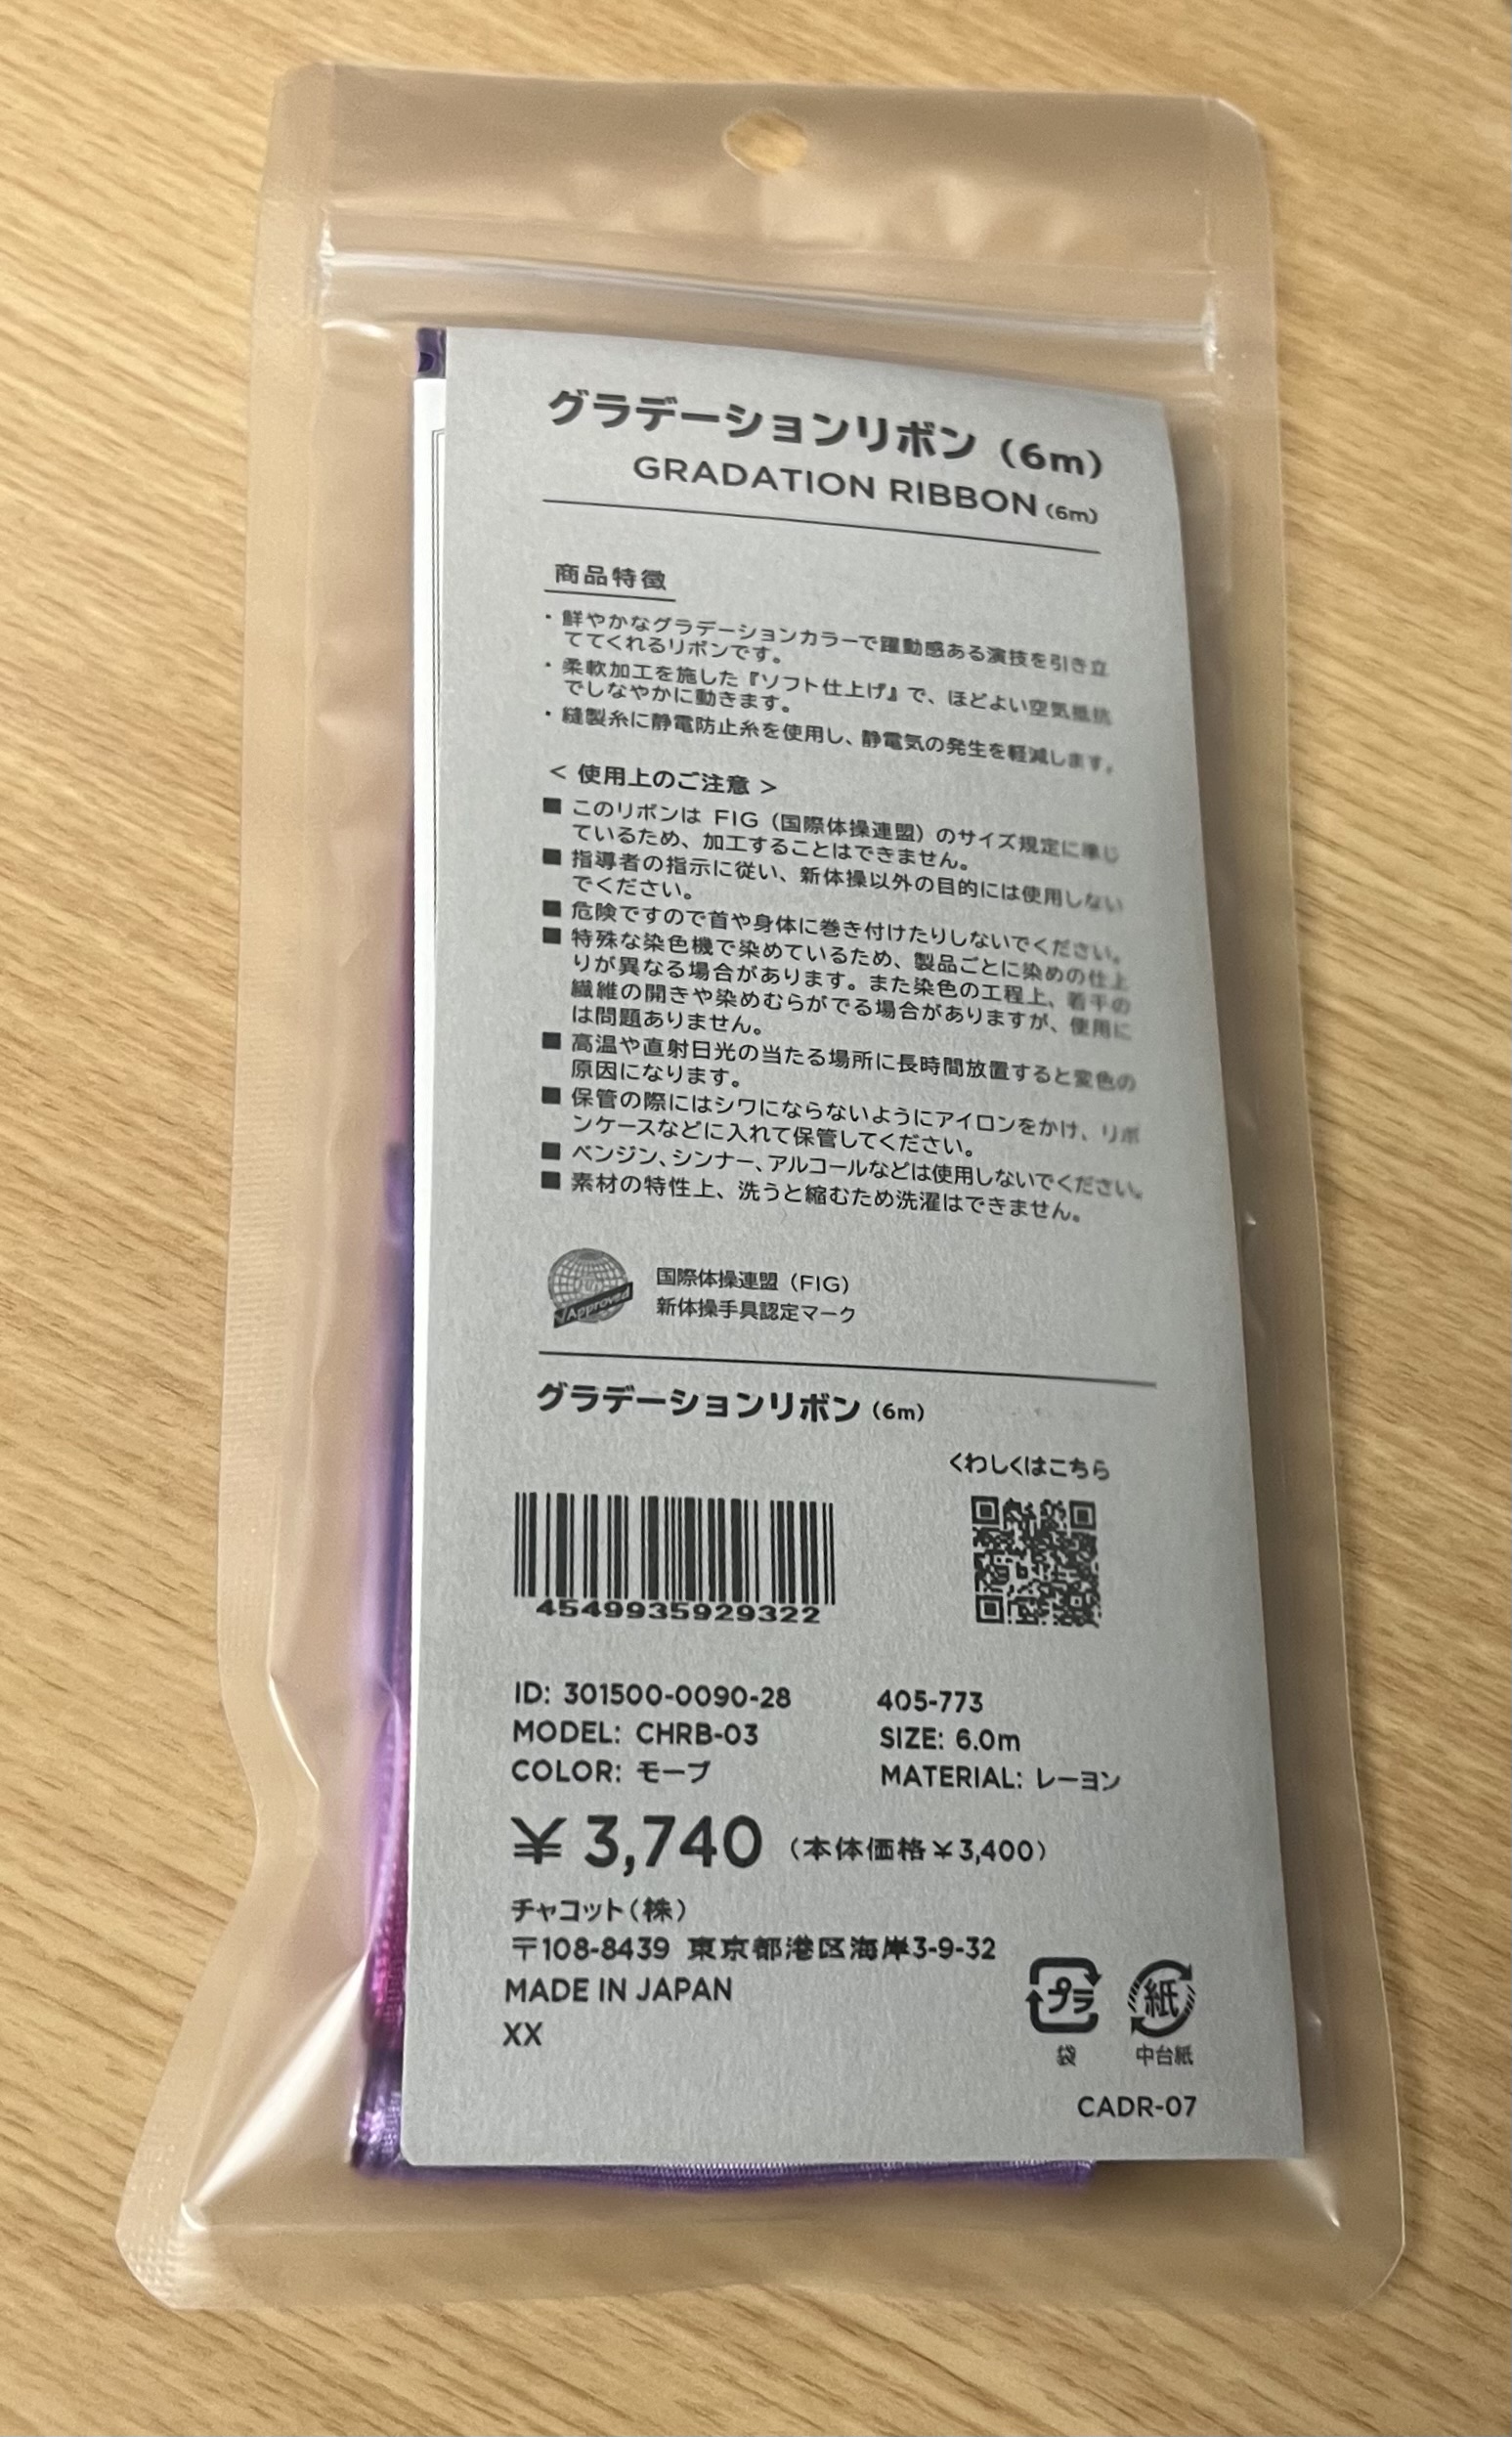 グラデーションリボン（6m）
GRADATION RIBBON（6m）
商品特徴
・鮮やかなグラデーションカラーで躍動感ある演技を引き立
ててくれるリボンです。
・柔軟加工を施した『ソフト仕上げ』で、ほどよい空気抵抗
でしなやかに動きます。
・縫製糸に静電防止糸を使用し、静電気の発生を軽減します。
＜ 使用上のご注意 ＞
■ このリボンは FIG（国際体操連盟）のサイズ規定に準じ
ているため、加工することはできません。
■ 指導者の指示に従い、新体操以外の目的には使用しない
でください。
■ 危険ですので首や身体に巻き付けたりしないでください。
■ 特殊な染色機で染めているため、製品ごとに染めの仕上
りが異なる場合があります。また染色の工程上、若干の
繊維の開きや染めむらがでる場合がありますが、使用に
は問題ありません。
■ 高温や直射日光の当たる場所に長時間放置すると変色の
原因になります。
■ 保管の際にはシワにならないようにアイロンをかけ、リボ
ンケースなどに入れて保管してください。
■ ベンジン、シンナー、アルコールなどは使用しないでください。
■ 素材の特性上、洗うと縮むため洗濯はできません。
Approved
国際体操連盟（FIG）
新体操手具認定マーク
グラデーションリボン（6m）
くわしくはこちら
4549935929322
ID: 301500-0090-28 405-773
MODEL: CHRB-03 SIZE: 6.0m
COLOR: モーブ MATERIAL: レーヨン
¥ 3,740（本体価格¥3,400）
チャコット（株）
〒108-8439 東京都港区海岸3-9-32
MADE IN JAPAN
XX
プラ 紙
袋 中台紙
CADR-07